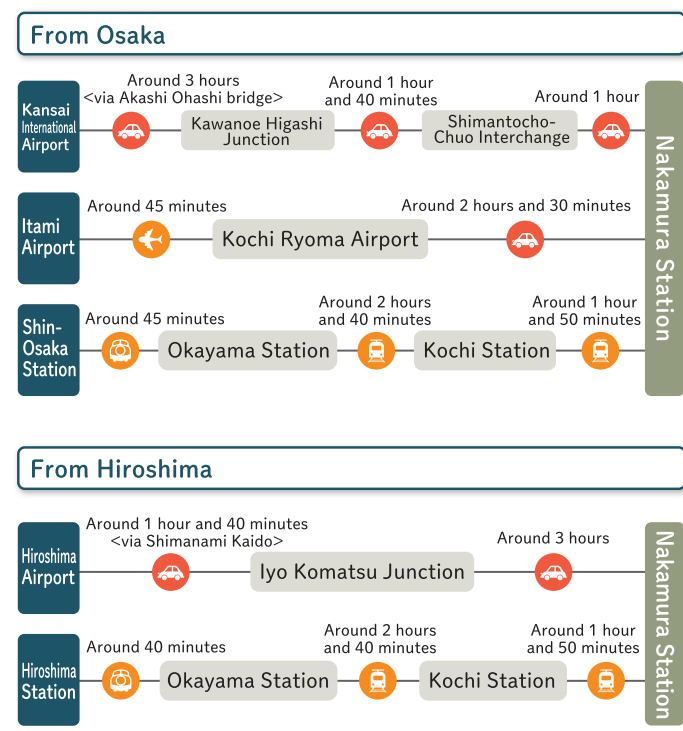 From Osaka
Kansai
International
Airport
Around 3 hours
<via Akashi Ohashi bridge>
Kawanoe Higashi
Junction
Around 1 hour
and 40 minutes
Shimantocho-
Chuo Interchange
Around 1 hour
Nakamura Station
Itami
Airport
Around 45 minutes
Kochi Ryoma Airport
Around 2 hours and 30 minutes
Shin-
Osaka
Station
Around 45 minutes
Okayama Station
Around 2 hours
and 40 minutes
Kochi Station
Around 1 hour
and 50 minutes
From Hiroshima
Hiroshima
Airport
Around 1 hour and 40 minutes
<via Shimanami Kaido>
Iyo Komatsu Junction
Around 3 hours
Nakamura Station
Hiroshima
Station
Around 40 minutes
Okayama Station
Around 2 hours
and 40 minutes
Kochi Station
Around 1 hour
and 50 minutes